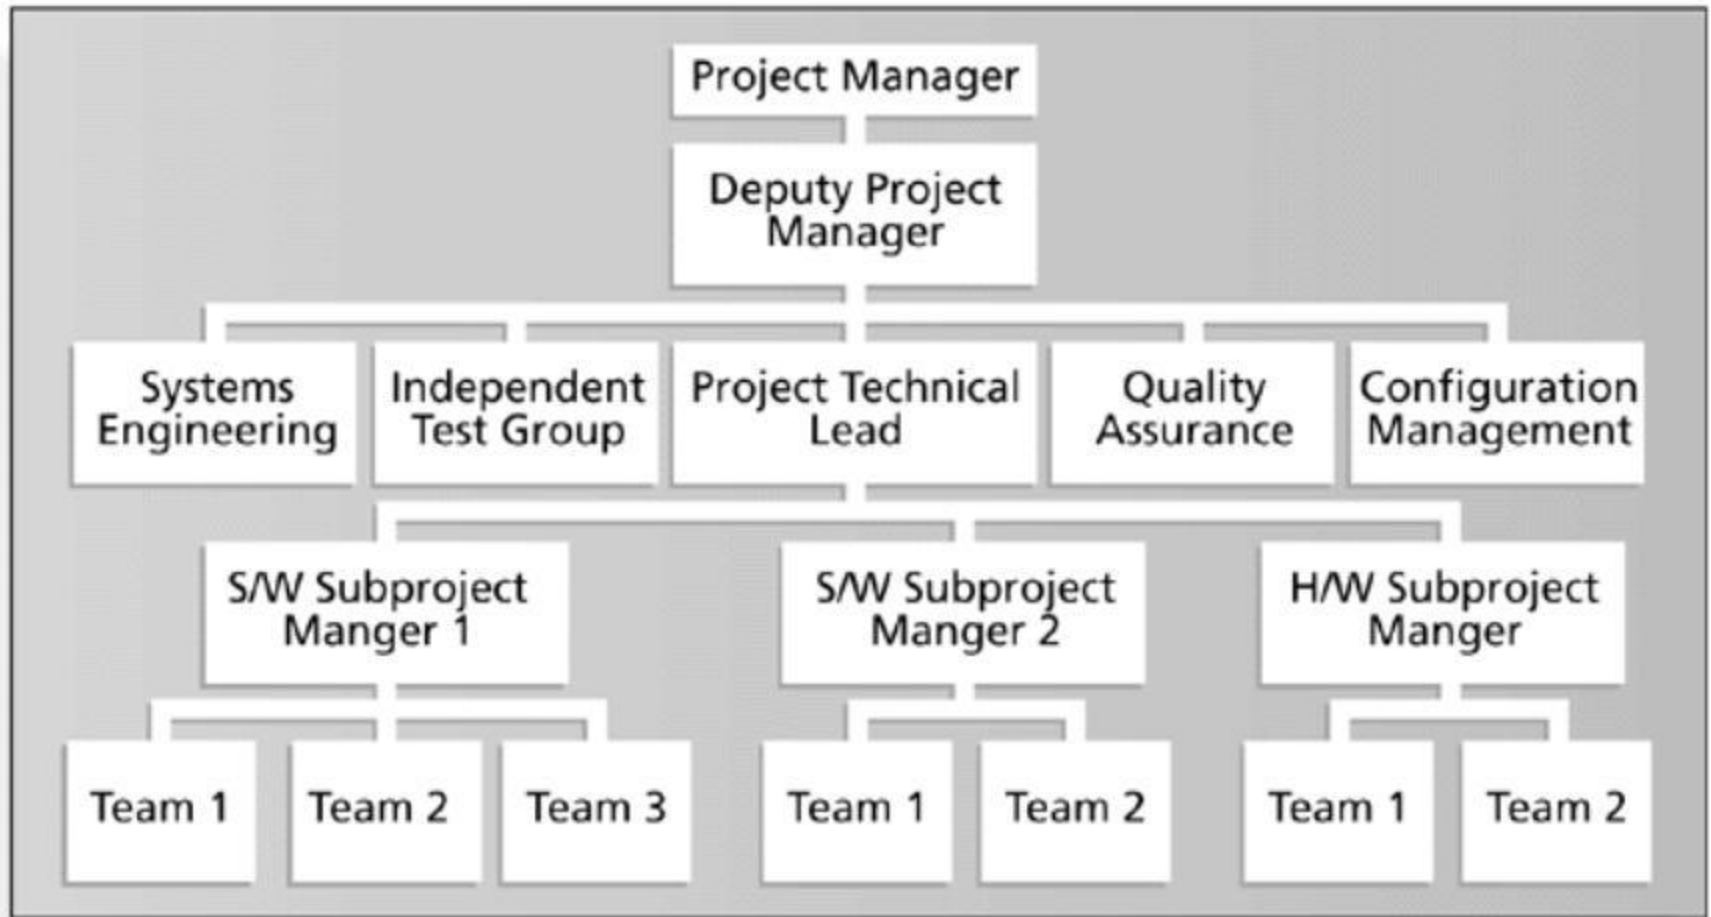 Project Manager
Deputy Project
Manager
Systems
Engineering
Independent
Test Group
Project Technical
Lead
Quality
Assurance
Configuration
Management
S/W Subproject
Manger 1
S/W Subproject
Manger 2
H/W Subproject
Manger
Team 1
Team 2
Team 3
Team 1
Team 2
Team 1
Team 2